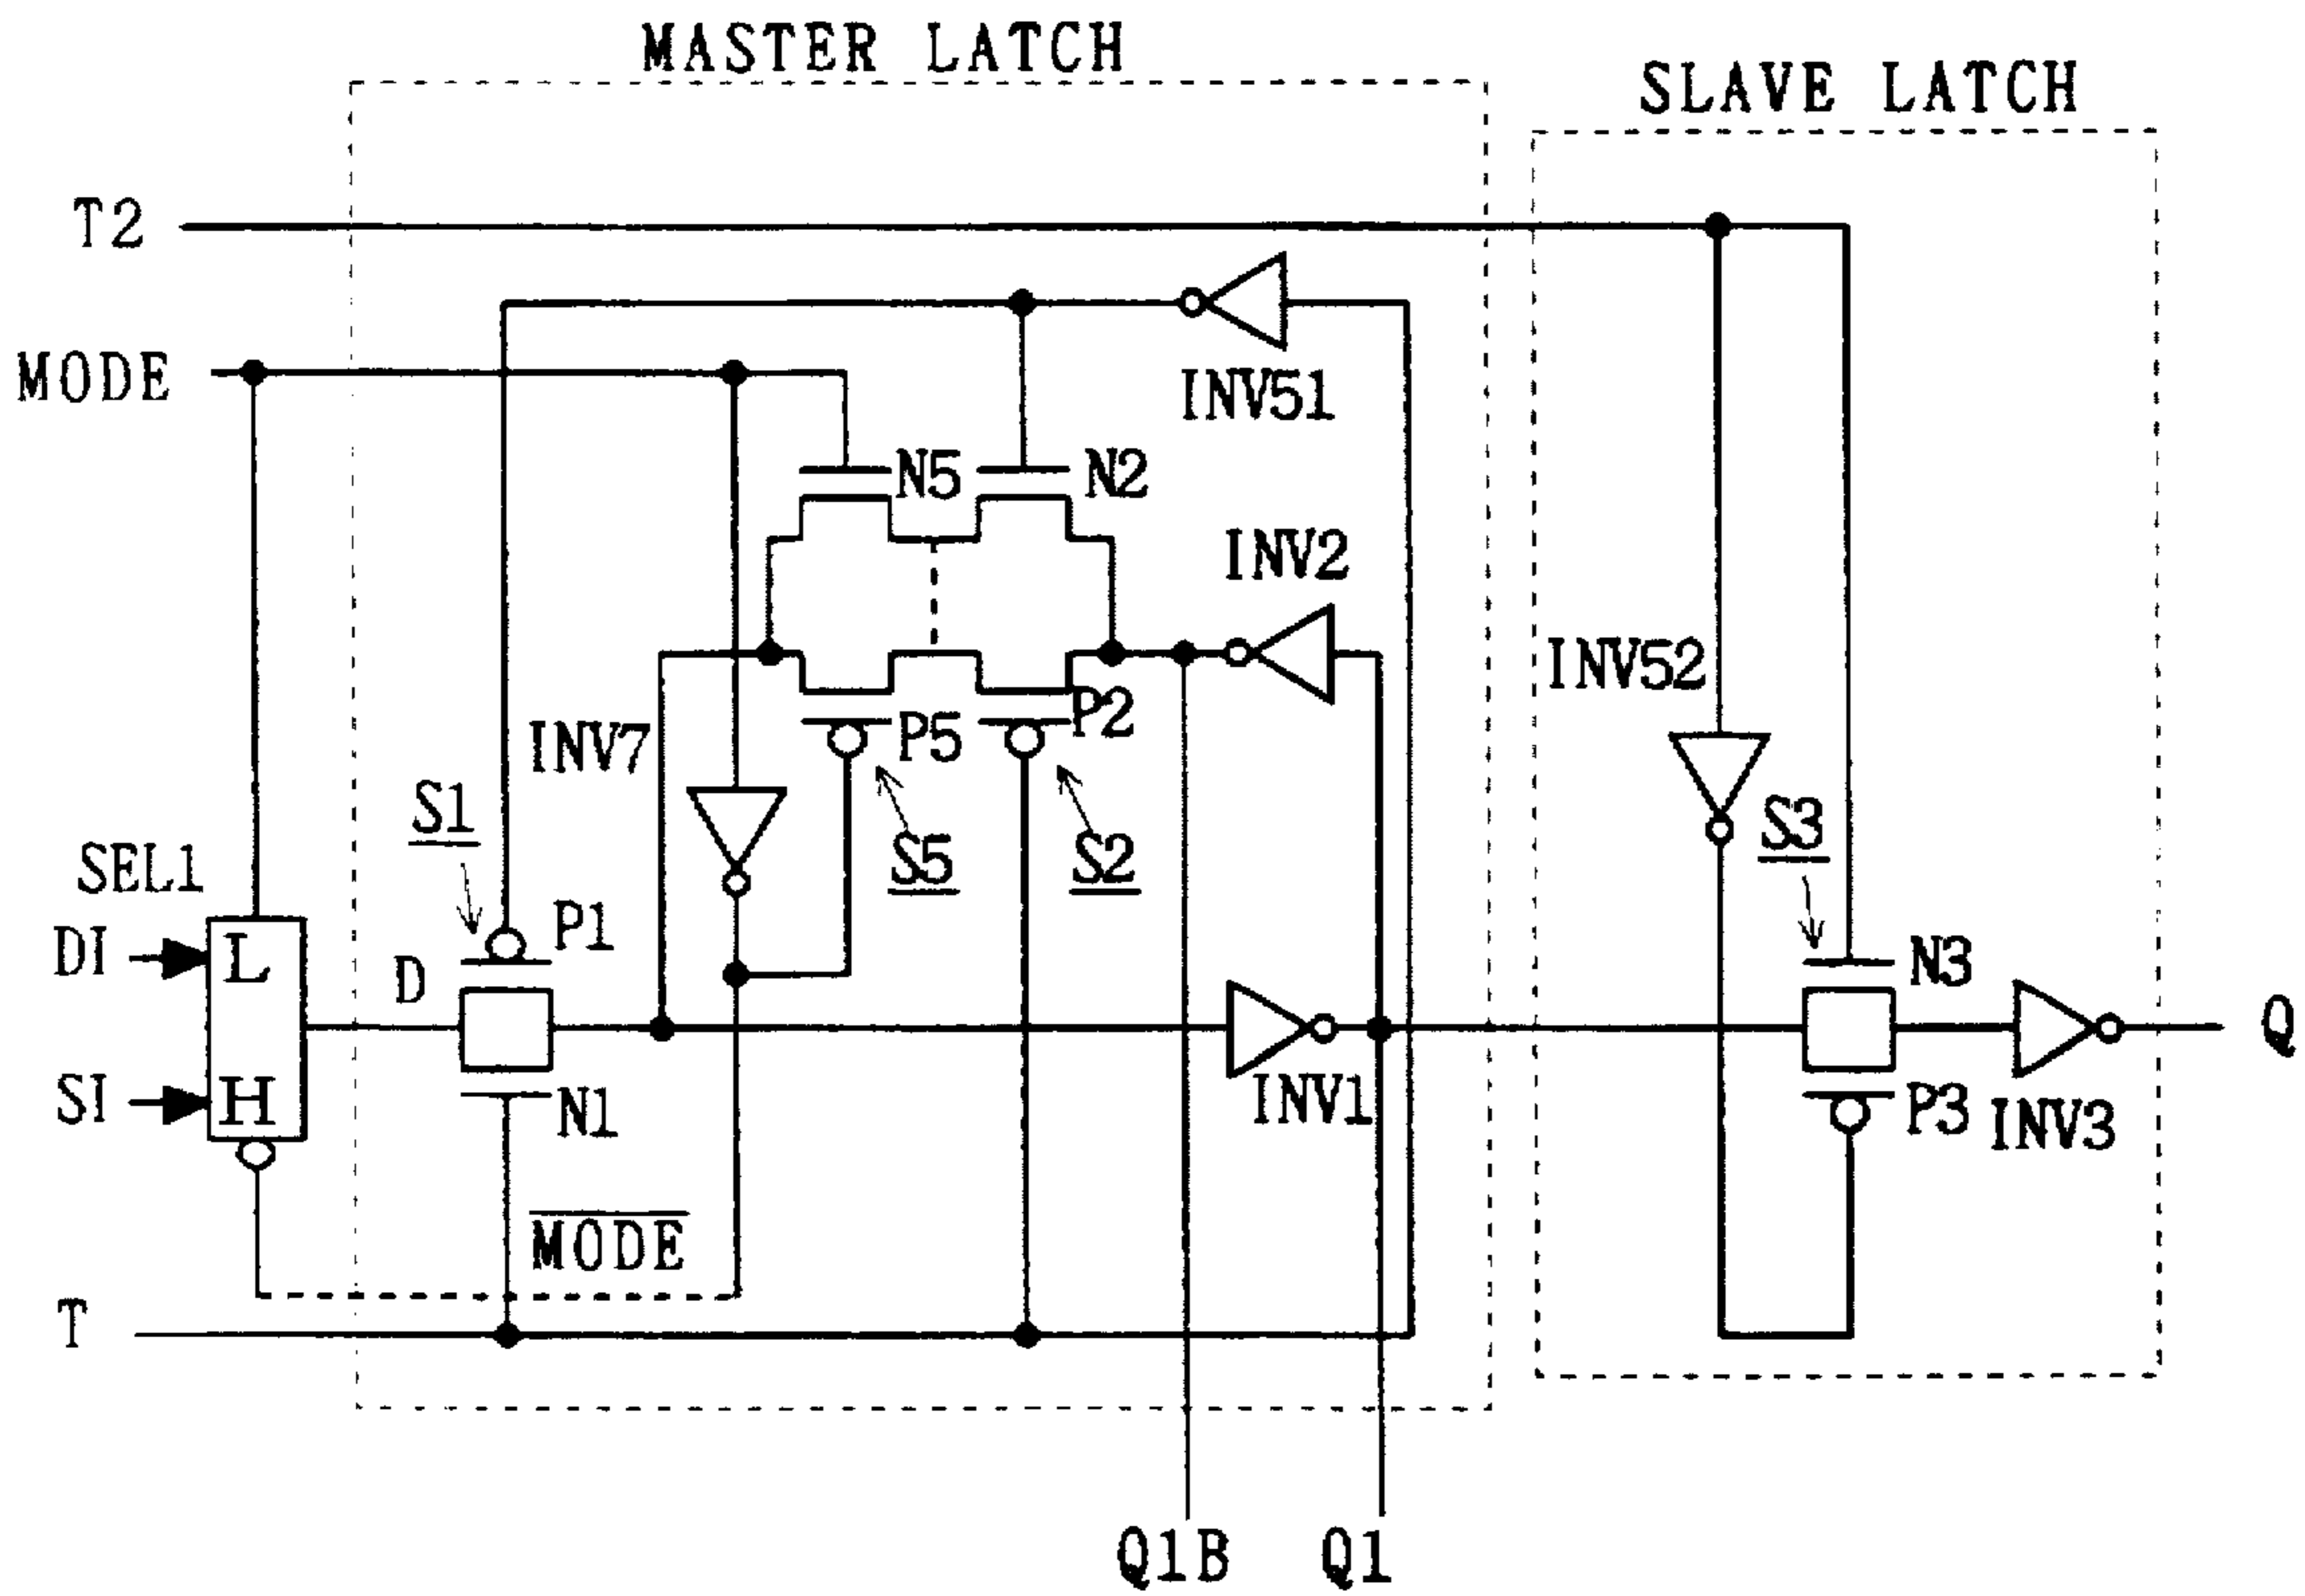 MASTER LATCH
SLAVE LATCH
T2
MODE
INV51
N5
N2
INV2
INV52
P2
P5
INV7
S1
S5
S2
S3
SEL1
P1
DI
L
D
N3
Q
SI
H
N1
INV1
P3
INV3
MODE
T
Q1B
Q1